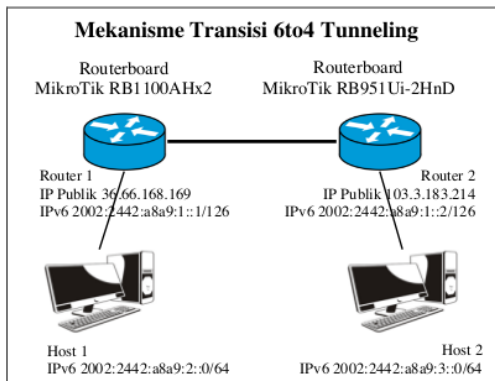 Mekanisme Transisi 6to4 Tunneling
Routerboard
MikroTik RB1100AHx2
Routerboard
MikroTik RB951Ui-2HnD
Router 1
IP Publik 36.66.168.169
IPv6 2002:2442:a8a9:1::1/126
Router 2
IP Publik 103.3.183.214
IPv6 2002:2442:a8a9:1::2/126
Host 1
IPv6 2002:2442:a8a9:2::0/64
Host 2
IPv6 2002:2442:a8a9:3::0/64